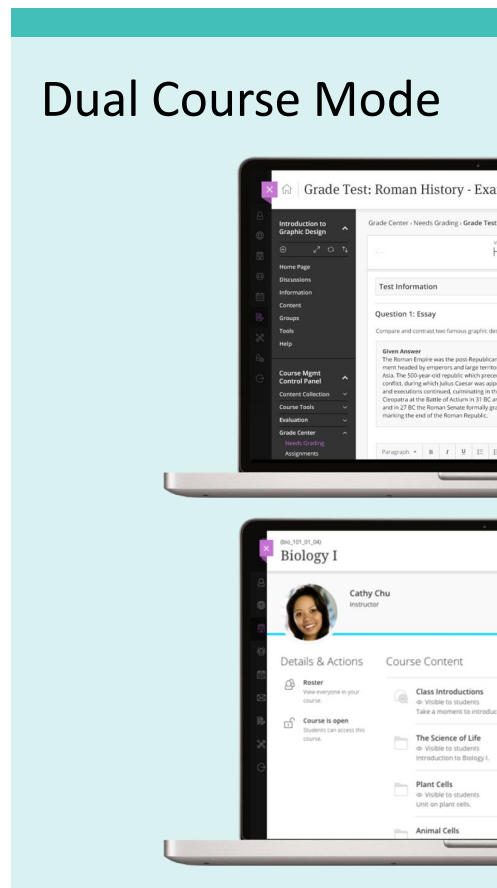 Dual Course Mode
Grade Test: Roman History - Exa
Introduction to
Graphic Design
Home Page
Discussions
Information
Content
Groups
Tools
Help
Course Mgmt
Control Panel
Content Collection
Course Tools
Evaluation
Grade Center
Needs Grading
Assignments
Grade Center › Needs Grading › Grade Test
Test Information
Question 1: Essay
Compare and contrast two famous graphic de
Given Answer
The Roman Empire was the post-Republican
ment headed by emperors and large territo
Asia. The 500-year-old republic which prece
conflict, during which Julius Caesar was app
and executions continued, culminating in th
Cleopatra at the Battle of Actium in 31 BC an
and in 27 BC the Roman Senate formally gra
marking the end of the Roman Republic.
Paragraph B I U
(bio_101_01_04)
Biology I
Cathy Chu
Instructor
Details & Actions
Roster
View everyone in your
course.
Course is open
Students can access this
course.
Course Content
Class Introductions
Visible to students
Take a moment to introduc
The Science of Life
Visible to students
Introduction to Biology I.
Plant Cells
Visible to students
Unit on plant cells.
Animal Cells